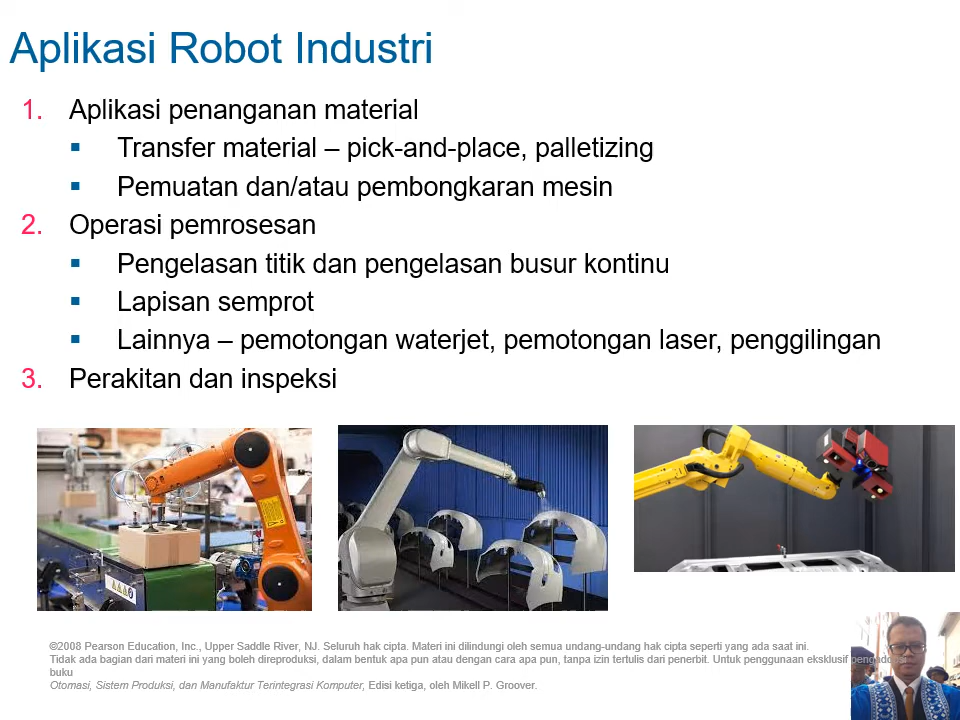 Aplikasi Robot Industri
1. Aplikasi penanganan material
▪ Transfer material – pick-and-place, palletizing
▪ Pemuatan dan/atau pembongkaran mesin
2. Operasi pemrosesan
▪ Pengelasan titik dan pengelasan busur kontinu
▪ Lapisan semprot
▪ Lainnya – pemotongan waterjet, pemotongan laser, penggilingan
3. Perakitan dan inspeksi
©2008 Pearson Education, Inc., Upper Saddle River, NJ. Seluruh hak cipta. Materi ini dilindungi oleh semua undang-undang hak cipta seperti yang ada saat ini.
Tidak ada bagian dari materi ini yang boleh direproduksi, dalam bentuk apa pun atau dengan cara apa pun, tanpa izin tertulis dari penerbit. Untuk penggunaan eksklusif pengadopsi
buku
Otomasi, Sistem Produksi, dan Manufaktur Terintegrasi Komputer, Edisi ketiga, oleh Mikell P. Groover.